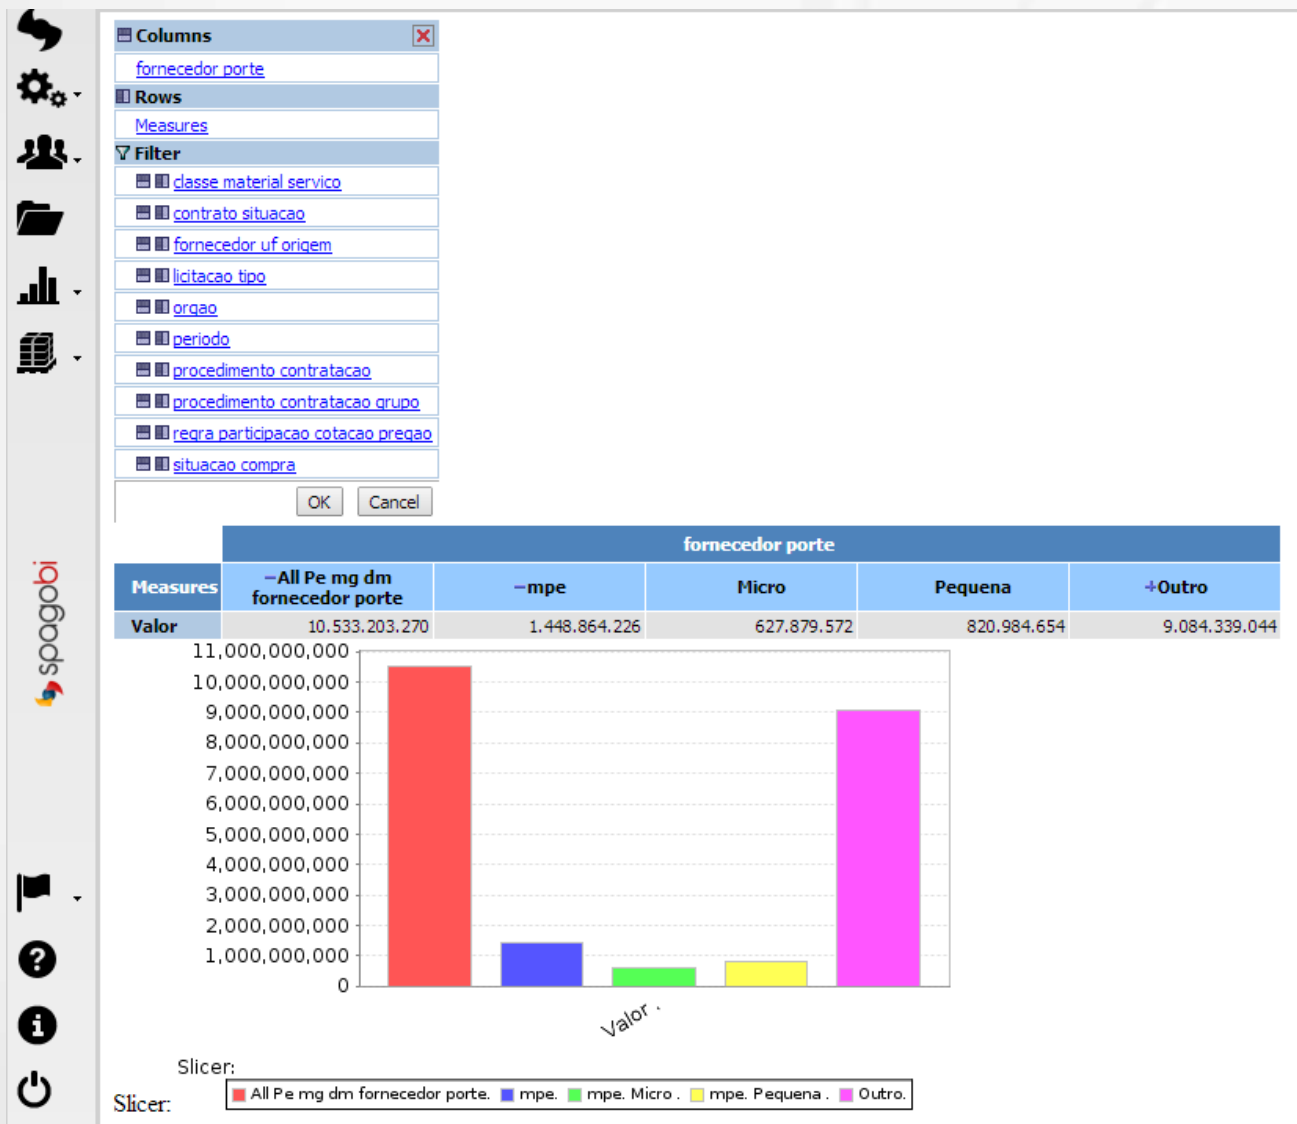 Columns
fornecedor porte
Rows
Measures
Filter
classe material servico
contrato situacao
fornecedor uf origem
licitacao tipo
orgao
periodo
procedimento contratacao
procedimento contratacao grupo
regra participacao cotacao pregao
situacao compra
OK Cancel
fornecedor porte
Measures All Pe mg dm fornecedor porte mpe Micro Pequena Outro
Valor 10.533.203.270 1.448.864.226 627.879.572 820.984.654 9.084.339.044
11,000,000,000
10,000,000,000
9,000,000,000
8,000,000,000
7,000,000,000
6,000,000,000
5,000,000,000
4,000,000,000
3,000,000,000
2,000,000,000
1,000,000,000
0
Valor .
Slicer:
All Pe mg dm fornecedor porte. mpe. mpe. Micro . mpe. Pequena . Outro.
Slicer:
spagobi